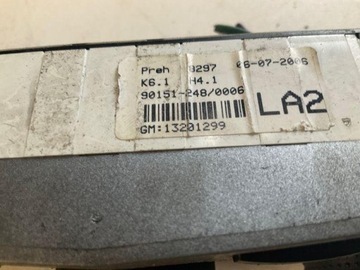 Preh 8297 06-07-2006
K6.1 H4.1
90151-248/0006
LA2
GM:13201299